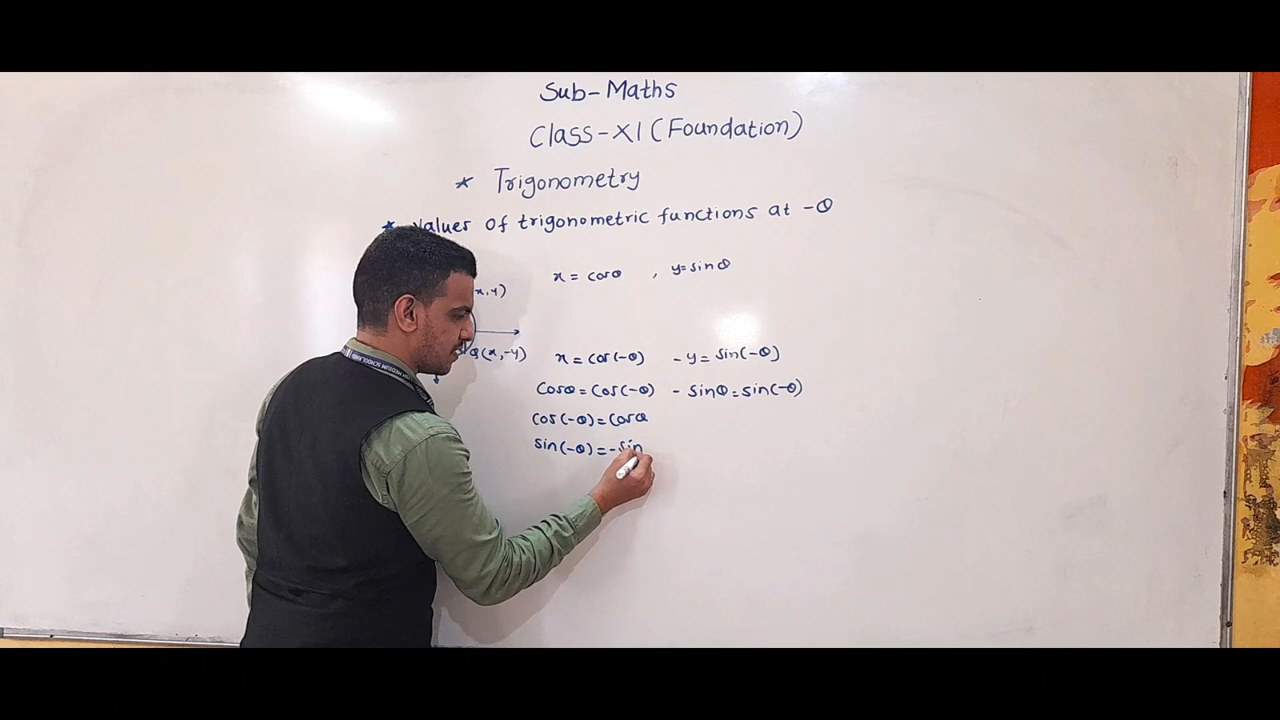 Sub-Maths
Class-XI (Foundation)
* Trigonometry
* Values of trigonometric functions at -θ
x = cosθ , y=sinθ
x,y)
Q(x,-y)
x = cos(-θ) -y = sin(-θ)
cosθ = cos(-θ) - sinθ = sin(-θ)
cos(-θ) = cosθ
sin(-θ) = -sin